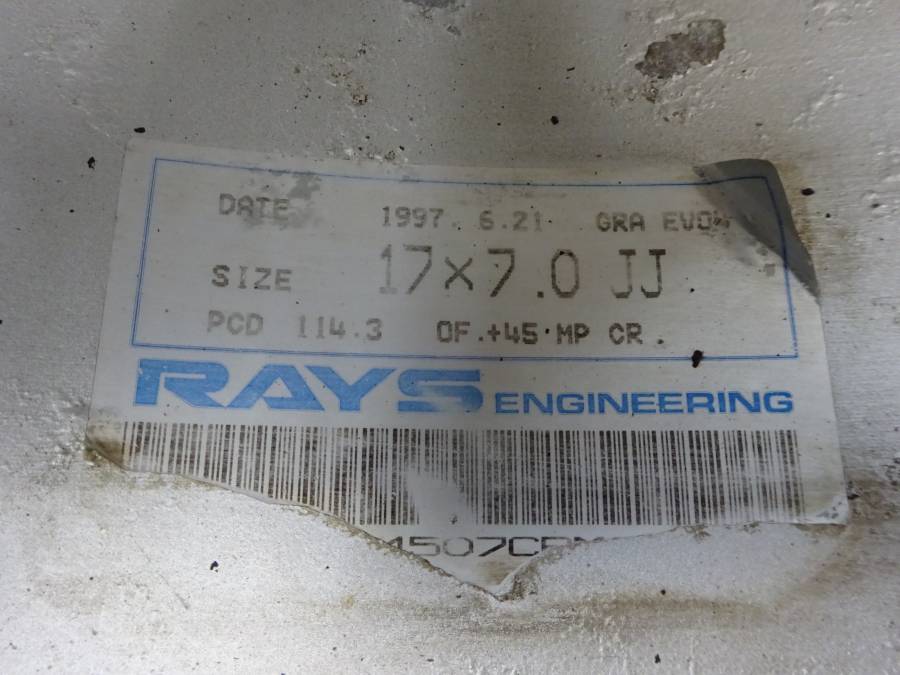 DATE 1997. 6.21 GRA EVO
SIZE 17×7.0 JJ
PCD 114.3 OF.+45 MP CR.
RAYS ENGINEERING
4507C